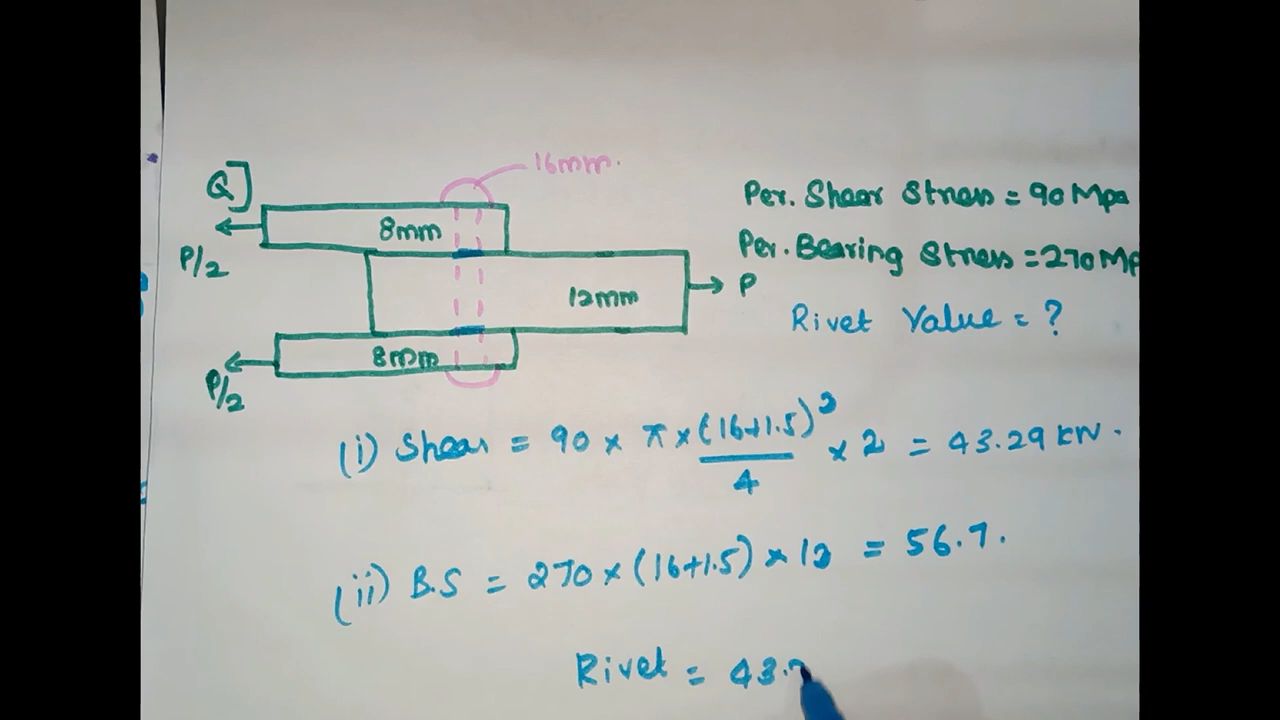 16mm.
Q]
8mm
P/2
12mm
P
8mm
P/2
Per. Shear Stress = 90 Mpa
Per. Bearing Stress = 270 Mp
Rivet Value = ?
(i) Shear = 90 × π × (16+1.5)²/4 × 2 = 43.29 KN.
(ii) B.S = 270 × (16+1.5) × 12 = 56.7.
Rivet = 43.2